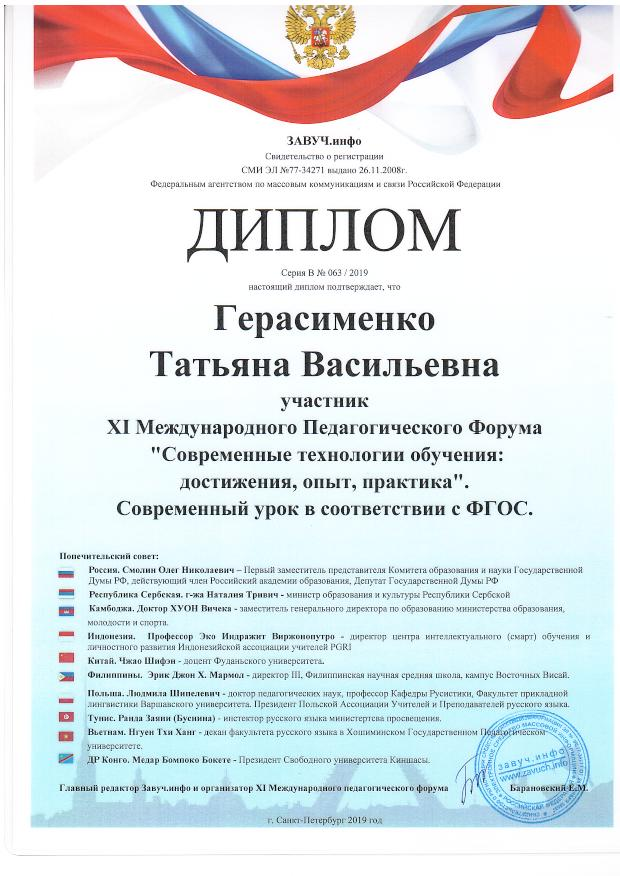 ЗАВУЧ.инфо
Свидетельство о регистрации
СМИ ЭЛ №77-34271 выдано 26.11.2008г.
Федеральным агентством по массовым коммуникациям и связи Российской Федерации
ДИПЛОМ
Серия В № 063 / 2019
настоящий диплом подтверждает, что
Герасименко
Татьяна Васильевна
участник
XI Международного Педагогического Форума
"Современные технологии обучения:
достижения, опыт, практика".
Современный урок в соответствии с ФГОС.
Попечительский совет:
Россия. Смолин Олег Николаевич – Первый заместитель представителя Комитета образования и науки Государственной
Думы РФ, действующий член Российской академии образования, Депутат Государственной Думы РФ
Республика Сербская. г-жа Наталия Тривич - министр образования и культуры Республики Сербской
Камбоджа. Доктор ХУОН Вичека - заместитель генерального директора по образованию министерства образования,
молодости и спорта.
Индонезия. Профессор Эко Индражит Виржонопутро - директор центра интеллектуального (смарт) обучения и
личностного развития Индонезийской ассоциации учителей PGRI
Китай. Чжао Шифэн - доцент Фуданьского университета.
Филиппины. Эрик Джон Х. Мармол - директор III, Филиппинская научная средняя школа, кампус Восточных Висай.
Польша. Людмила Шипелевич - доктор педагогических наук, профессор Кафедры Русистики, Факультет прикладной
лингвистики Варшавского университета. Президент Польской Ассоциации Учителей и Преподавателей русского языка.
Тунис. Ранда Заяни (Буснина) - инстектор русского языка министертсва просвещения.
Вьетнам. Нгуен Тхи Ханг - декан факультета русского языка в Хошиминском Государственном Педагогическом
университете.
ДР Конго. Медар Бомпоко Бокете - Президент Свободного университета Киншасы.
завуч.инфо
www.zavuch.info
Главный редактор Завуч.инфо и организатор XI Международного педагогического форума Барановский Е.М.
г. Санкт-Петербург 2019 год